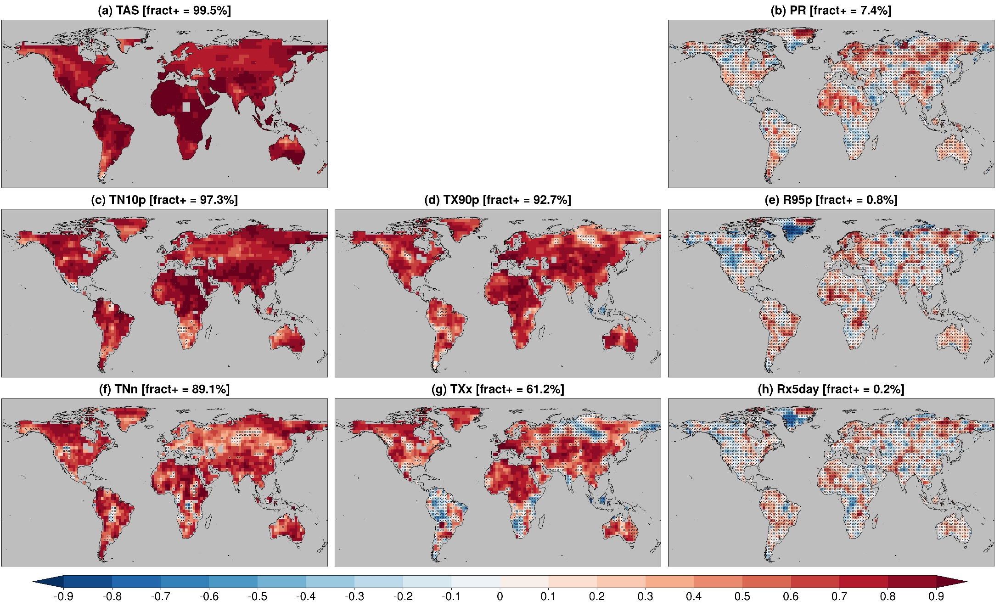 (a) TAS [fract+ = 99.5%]
(b) PR [fract+ = 7.4%]
(c) TN10p [fract+ = 97.3%]
(d) TX90p [fract+ = 92.7%]
(e) R95p [fract+ = 0.8%]
(f) TNn [fract+ = 89.1%]
(g) TXx [fract+ = 61.2%]
(h) Rx5day [fract+ = 0.2%]
-0.9 -0.8 -0.7 -0.6 -0.5 -0.4 -0.3 -0.2 -0.1 0 0.1 0.2 0.3 0.4 0.5 0.6 0.7 0.8 0.9